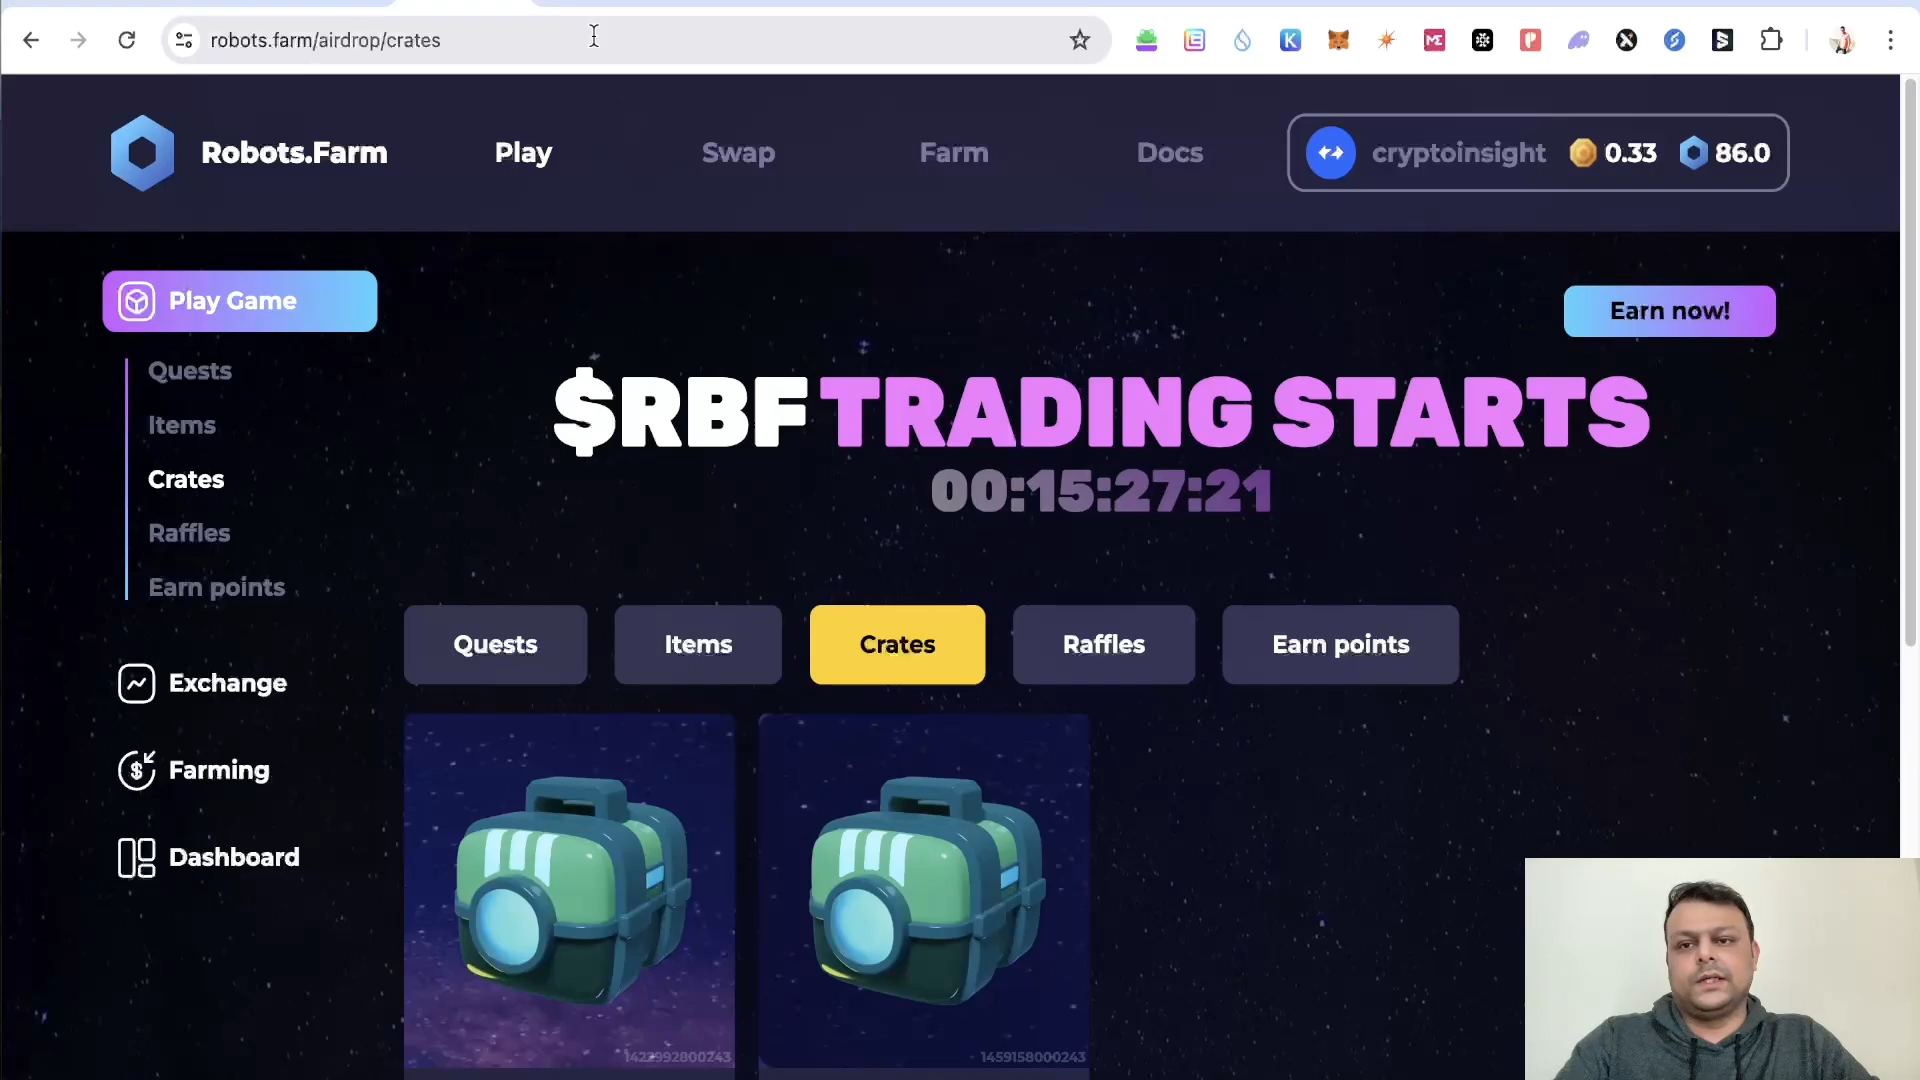 robots.farm/airdrop/crates
Robots.Farm
Play
Swap
Farm
Docs
cryptoinsight
0.33
86.0
Play Game
Quests
Items
Crates
Raffles
Earn points
Exchange
Farming
Dashboard
Earn now!
$RBF TRADING STARTS
00:15:27:21
Quests
Items
Crates
Raffles
Earn points
1422992800243
1459158000243